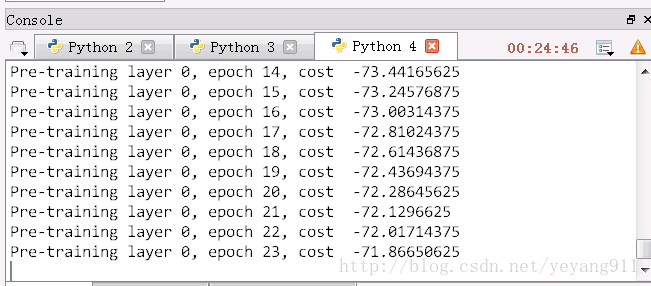 Console
Python 2
Python 3
Python 4
00:24:46
Pre-training layer 0, epoch 14, cost  -73.44165625
Pre-training layer 0, epoch 15, cost  -73.24576875
Pre-training layer 0, epoch 16, cost  -73.00314375
Pre-training layer 0, epoch 17, cost  -72.81024375
Pre-training layer 0, epoch 18, cost  -72.61436875
Pre-training layer 0, epoch 19, cost  -72.43694375
Pre-training layer 0, epoch 20, cost  -72.28645625
Pre-training layer 0, epoch 21, cost  -72.1296625
Pre-training layer 0, epoch 22, cost  -72.01714375
Pre-training layer 0, epoch 23, cost  -71.86650625
http://blog.csdn.net/yeyang911